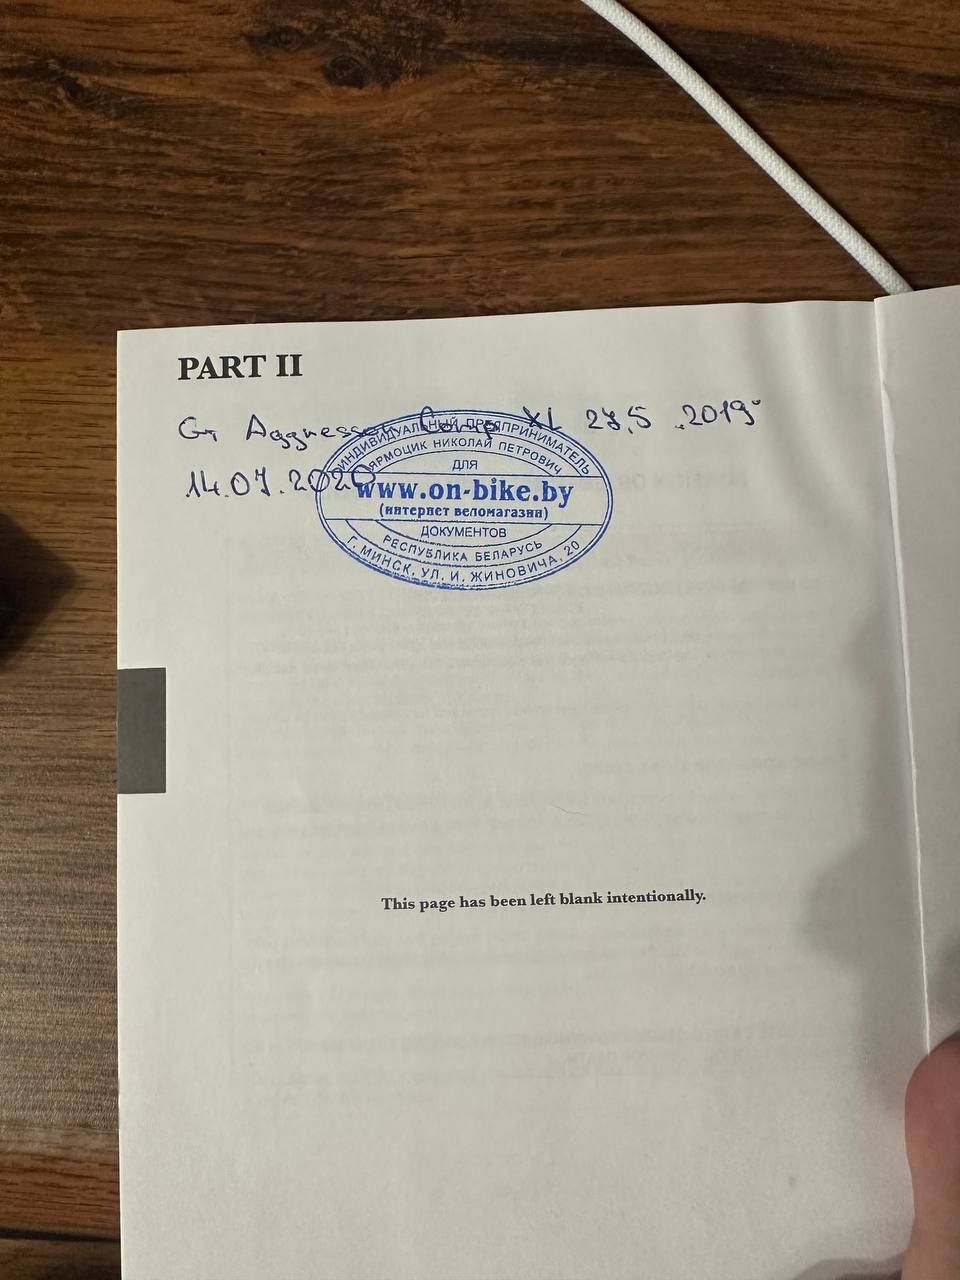 PART II
GT Aggressor Comp XL 27,5 "2019"
14.07.2020
ИНДИВИДУАЛЬНЫЙ ПРЕДПРИНИМАТЕЛЬ
ЯРМОЦИК НИКОЛАЙ ПЕТРОВИЧ
ДЛЯ
www.on-bike.by
(интернет веломагазин)
ДОКУМЕНТОВ
РЕСПУБЛИКА БЕЛАРУСЬ
Г. МИНСК, УЛ. И. ЖИНОВИЧА, 20
This page has been left blank intentionally.